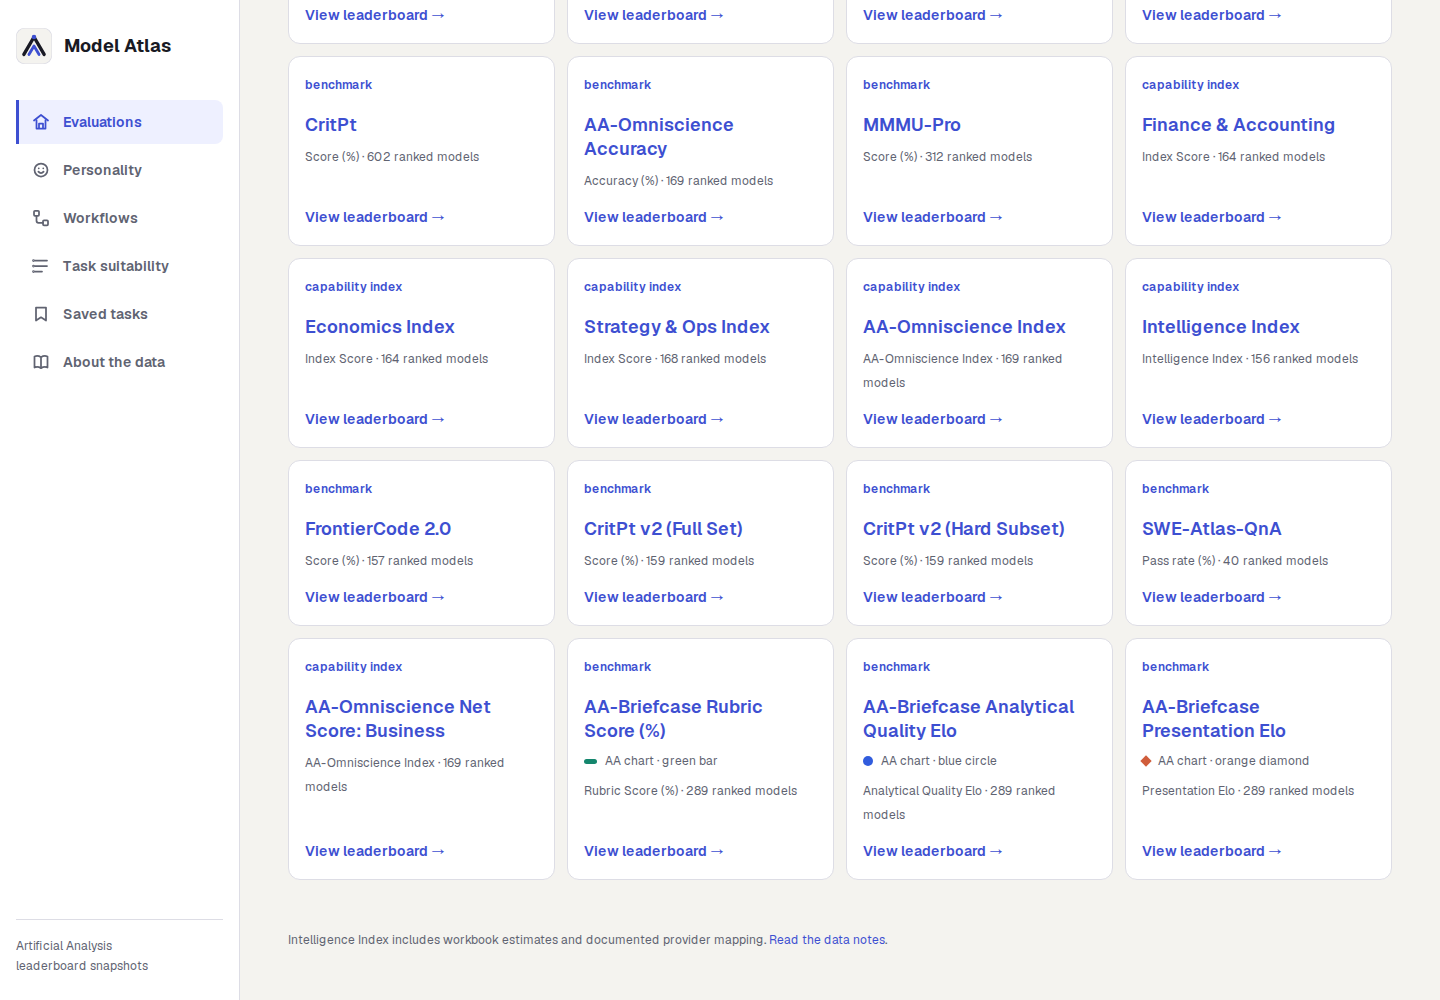 Model Atlas
Evaluations
Personality
Workflows
Task suitability
Saved tasks
About the data
Artificial Analysis
leaderboard snapshots
View leaderboard →
View leaderboard →
View leaderboard →
View leaderboard →
benchmark
CritPt
Score (%) · 602 ranked models
View leaderboard →
benchmark
AA-Omniscience
Accuracy
Accuracy (%) · 169 ranked models
View leaderboard →
benchmark
MMMU-Pro
Score (%) · 312 ranked models
View leaderboard →
capability index
Finance & Accounting
Index Score · 164 ranked models
View leaderboard →
capability index
Economics Index
Index Score · 164 ranked models
View leaderboard →
capability index
Strategy & Ops Index
Index Score · 168 ranked models
View leaderboard →
capability index
AA-Omniscience Index
AA-Omniscience Index · 169 ranked
models
View leaderboard →
capability index
Intelligence Index
Intelligence Index · 156 ranked models
View leaderboard →
benchmark
FrontierCode 2.0
Score (%) · 157 ranked models
View leaderboard →
benchmark
CritPt v2 (Full Set)
Score (%) · 159 ranked models
View leaderboard →
benchmark
CritPt v2 (Hard Subset)
Score (%) · 159 ranked models
View leaderboard →
benchmark
SWE-Atlas-QnA
Pass rate (%) · 40 ranked models
View leaderboard →
capability index
AA-Omniscience Net
Score: Business
AA-Omniscience Index · 169 ranked
models
View leaderboard →
benchmark
AA-Briefcase Rubric
Score (%)
AA chart · green bar
Rubric Score (%) · 289 ranked models
View leaderboard →
benchmark
AA-Briefcase Analytical
Quality Elo
AA chart · blue circle
Analytical Quality Elo · 289 ranked
models
View leaderboard →
benchmark
AA-Briefcase
Presentation Elo
AA chart · orange diamond
Presentation Elo · 289 ranked models
View leaderboard →
Intelligence Index includes workbook estimates and documented provider mapping. Read the data notes.